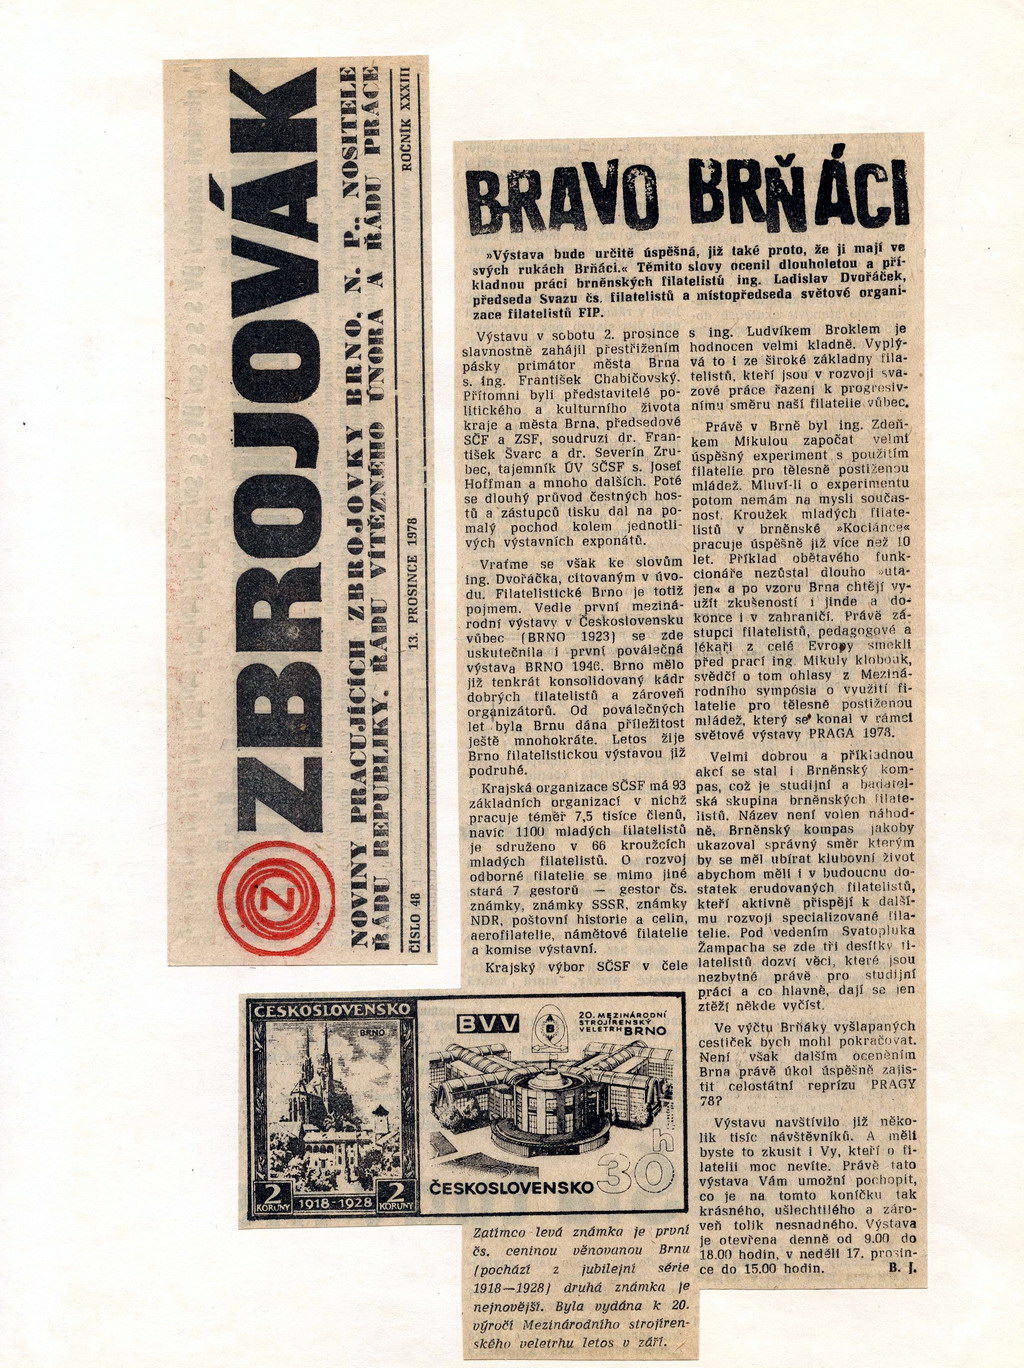 ZBROJOVÁK
NOVINY PRACUJÍCÍCH ZBROJOVKY BRNO, N. P., NOSITELE
ŘÁDU REPUBLIKY, ŘÁDU VÍTĚZNÉHO ÚNORA A ŘÁDU PRÁCE
ČÍSLO 48
13. PROSINCE 1978
ROČNÍK XXXIII
Z
BRAVO BRŇÁCI
»Výstava bude určitě úspěšná, již také proto, že ji mají ve
svých rukách Brňáci.« Těmito slovy ocenil dlouholetou a pří-
kladnou práci brněnských filatelistů ing. Ladislav Dvořáček,
předseda Svazu čs. filatelistů a místopředseda světové organi-
zace filatelistů FIP.
Výstavu v sobotu 2. prosince
slavnostně zahájil přestřižením
pásky primátor města Brna
s. ing. František Chabičovský.
Přítomni byli představitelé po-
litického a kulturního života
kraje a města Brna, předsedové
SČF a ZSF, soudruzi dr. Fran-
tišek Švarc a dr. Severín Zru-
bec, tajemník ÚV SČSF s. Josef
Hoffman a mnoho dalších. Poté
se dlouhý průvod čestných hos-
tů a zástupců tisku dal na po-
malý pochod kolem jednotli-
vých výstavních exponátů.
Vraťme se však ke slovům
ing. Dvořáčka, citovaným v úvo-
du. Filatelistické Brno je totiž
pojmem. Vedle první meziná-
rodní výstavy v Československu
vůbec (BRNO 1923) se zde
uskutečnila i první poválečná
výstava BRNO 1946. Brno mělo
již tenkrát konsolidovaný kádr
dobrých filatelistů a zároveň
organizátorů. Od poválečných
let byla Brnu dána příležitost
ještě mnohokráte. Letos žije
Brno filatelistickou výstavou již
podruhé.
Krajská organizace SČSF má 93
základních organizací v nichž
pracuje téměř 7,5 tisíce členů,
navíc 1100 mladých filatelistů
je sdruženo v 66 kroužcích
mladých filatelistů. O rozvoj
odborné filatelie se mimo jiné
stará 7 gestorů — gestor čs.
známky, známky SSSR, známky
NDR, poštovní historie a celin,
aerofilatelie, námětové filatelie
a komise výstavní.
Krajský výbor SČSF v čele
s ing. Ludvíkem Broklem je
hodnocen velmi kladně. Vyplý-
vá to i ze široké základny fila-
telistů, kteří jsou v rozvoji sva-
zové práce řazeni k progresiv-
nímu směru naší filatelie vůbec.
Právě v Brně byl ing. Zdeň-
kem Mikulou započat velmi
úspěšný experiment s použitím
filatelie pro tělesně postiženou
mládež. Mluví-li o experimentu
potom nemám na mysli součas-
nost. Kroužek mladých filate-
listů v brněnské »Kociánce«
pracuje úspěšně již více než 10
let. Příklad obětavého funk-
cionáře nezůstal dlouho »uta-
jen« a po vzoru Brna chtějí vy-
užít zkušeností i jinde a do-
konce i v zahraničí. Právě zá-
stupci filatelistů, pedagogové a
lékaři z celé Evropy smekli
před prací ing. Mikuly klobouk,
svědčí o tom ohlasy z Meziná-
rodního sympósia o využití fi-
latelie pro tělesně postiženou
mládež, který se konal v rámci
světové výstavy PRAGA 1978.
Velmi dobrou a příkladnou
akcí se stal i Brněnský kom-
pas, což je studijní a badatel-
ská skupina brněnských filate-
listů. Název není volen náhod-
ně, Brněnský kompas jakoby
ukazoval správný směr kterým
by se měl ubírat klubovní život
abychom měli i v budoucnu do-
statek erudovaných filatelistů,
kteří aktivně přispějí k další-
mu rozvoji specializované fila-
telie. Pod vedením Svatopluka
Žampacha se zde tři desítky fi-
latelistů dozví věci, které jsou
nezbytné právě pro studijní
práci a co hlavně, dají se jen
ztěží někde vyčíst.
Ve výčtu Brňáky vyšlapaných
cestiček bych mohl pokračovat.
Není však dalším oceněním
Brna právě úkol úspěšně zajis-
tit celostátní reprízu PRAGY
78?
Výstavu navštívilo již něko-
lik tisíc návštěvníků. A měli
byste to zkusit i Vy, kteří o fi-
latelii moc nevíte. Právě tato
výstava Vám umožní pochopit,
co je na tomto koníčku tak
krásného, ušlechtilého a záro-
veň tolik nesnadného. Výstava
je otevřena denně od 9.00 do
18.00 hodin, v neděli 17. prosin-
ce do 15.00 hodin. B. J.
ČESKOSLOVENSKO
BRNO
2 KORUNY
1918-1928
2 KORUNY
BVV
20. MEZINÁRODNÍ
STROJÍRENSKÝ
VELETRH BRNO
30h
ČESKOSLOVENSKO
Zatímco levá známka je první
čs. ceninou věnovanou Brnu
(pochází z jubilejní série
1918—1928) druhá známka je
nejnovější. Byla vydána k 20.
výročí Mezinárodního strojíren-
ského veletrhu letos v září.